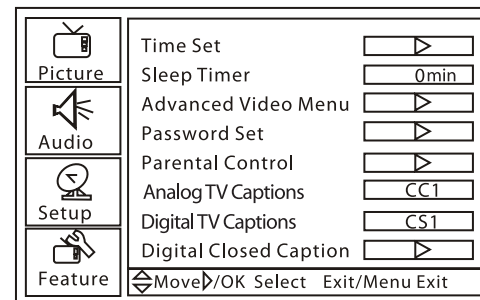 Picture
Audio
Setup
Feature
Time Set
Sleep Timer 0min
Advanced Video Menu
Password Set
Parental Control
Analog TV Captions CC1
Digital TV Captions CS1
Digital Closed Caption
Move /OK Select Exit/Menu Exit